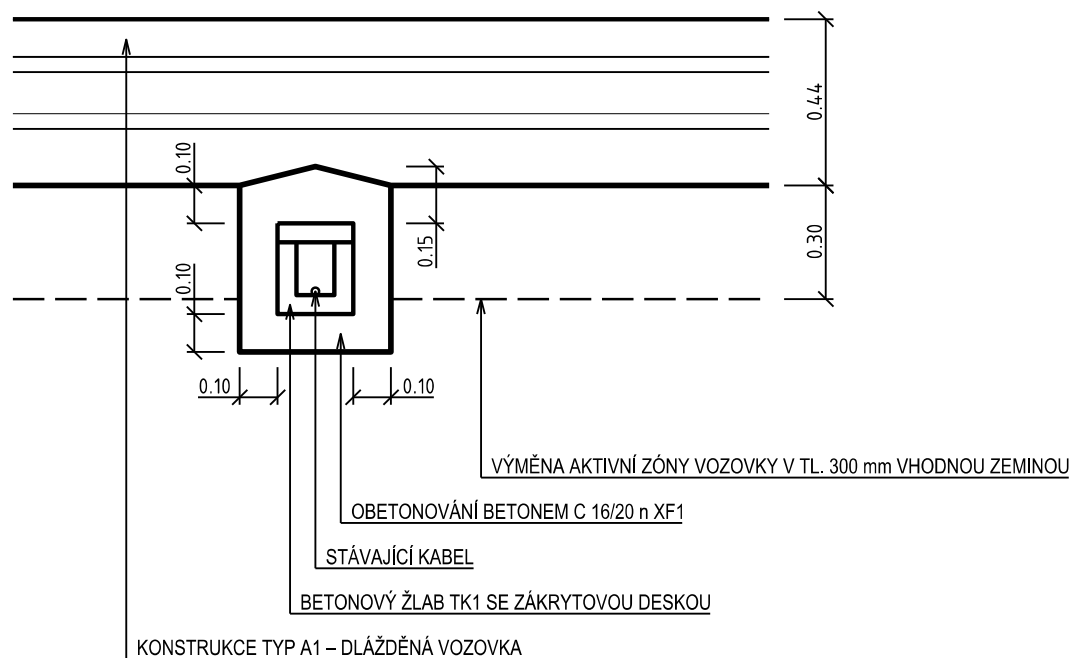 0.44
0.10
0.15
0.30
0.10
0.10
0.10
VÝMĚNA AKTIVNÍ ZÓNY VOZOVKY V TL. 300 mm VHODNOU ZEMINOU
OBETONOVÁNÍ BETONEM C 16/20 n XF1
STÁVAJÍCÍ KABEL
BETONOVÝ ŽLAB TK1 SE ZÁKRYTOVOU DESKOU
KONSTRUKCE TYP A1 – DLÁŽDĚNÁ VOZOVKA